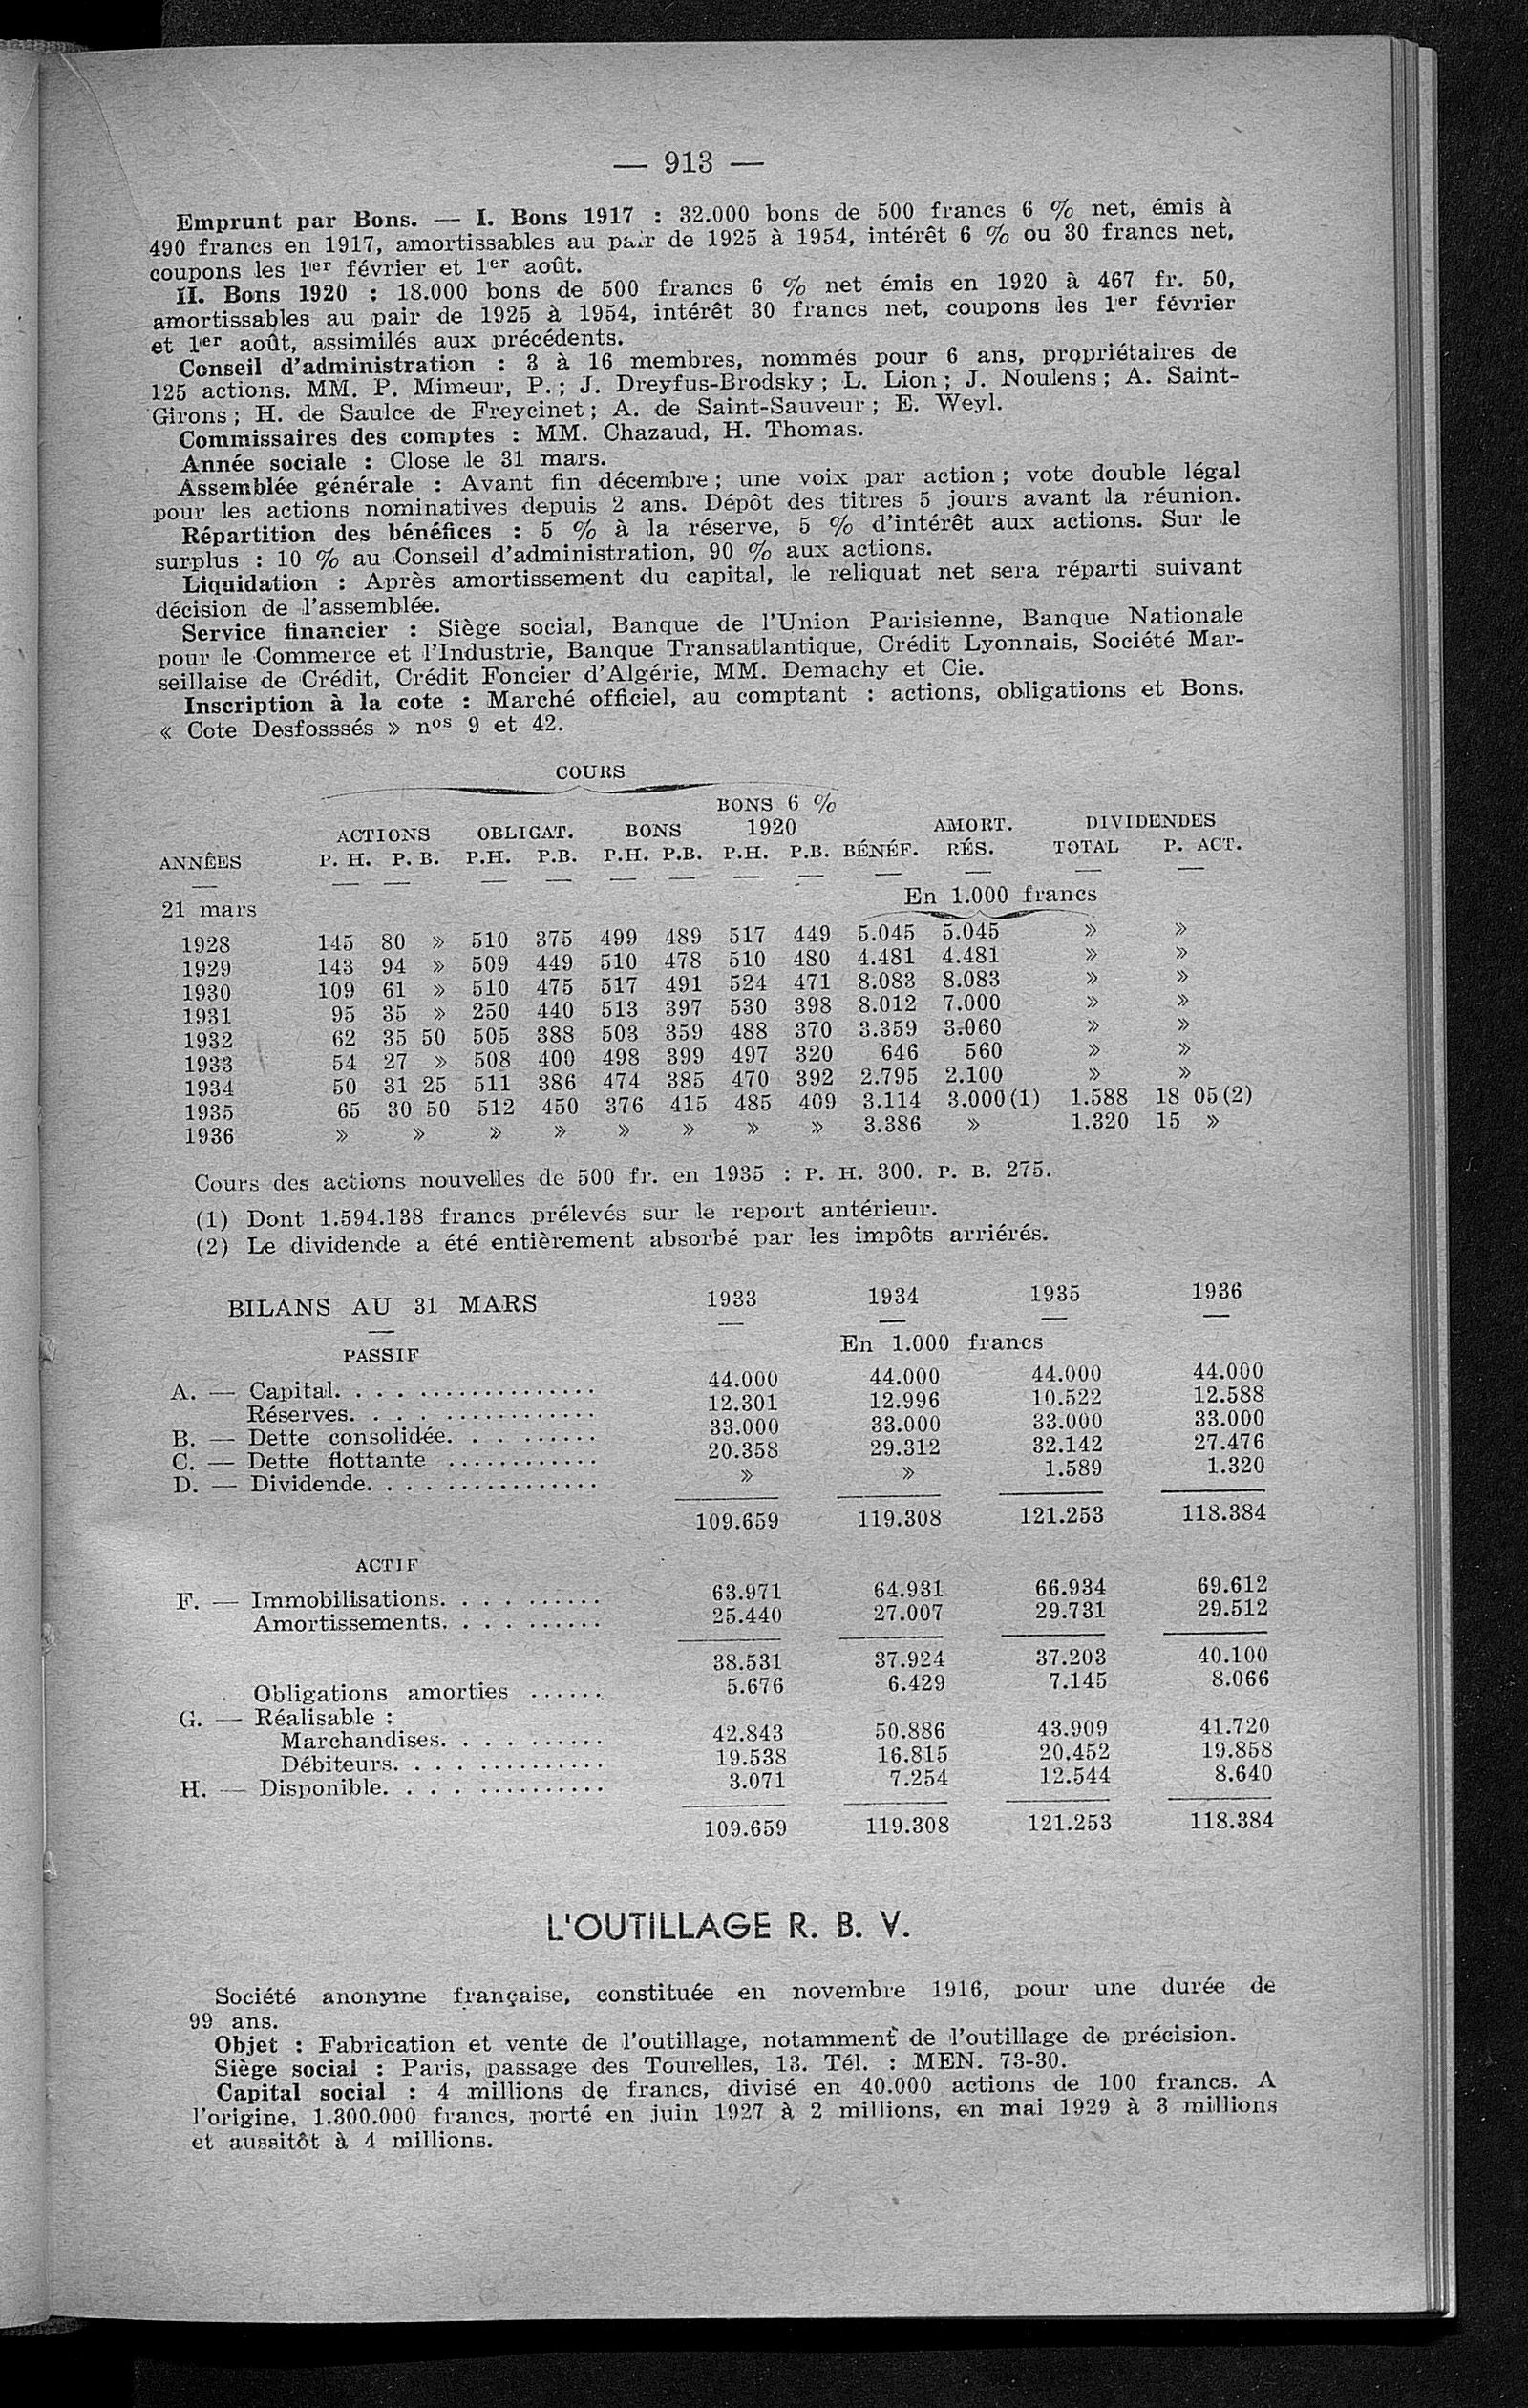 — 913 —
Emprunt par Bons. — I. Bons 1917 : 32.000 bons de 500 francs 6 % net, émis à
490 francs en 1917, amortissables au pair de 1925 à 1954, intérêt 6 % ou 30 francs net,
coupons les 1er février et 1er août.
II. Bons 1920 : 18.000 bons de 500 francs 6 % net émis en 1920 à 467 fr. 50,
amortissables au pair de 1925 à 1954, intérêt 30 francs net, coupons les 1er février
et 1er août, assimilés aux précédents.
Conseil d'administration : 3 à 16 membres, nommés pour 6 ans, propriétaires de
125 actions. MM. P. Mimeur, P. ; J. Dreyfus-Brodsky ; L. Lion ; J. Noulens ; A. Saint-
Girons ; H. de Saulce de Freycinet ; A. de Saint-Sauveur ; E. Weyl.
Commissaires des comptes : MM. Chazaud, H. Thomas.
Année sociale : Close le 31 mars.
Assemblée générale : Avant fin décembre ; une voix par action ; vote double légal
pour les actions nominatives depuis 2 ans. Dépôt des titres 5 jours avant la réunion.
Répartition des bénéfices : 5 % à la réserve, 5 % d'intérêt aux actions. Sur le
surplus : 10 % au Conseil d'administration, 90 % aux actions.
Liquidation : Après amortissement du capital, le reliquat net sera réparti suivant
décision de l'assemblée.
Service financier : Siège social, Banque de l'Union Parisienne, Banque Nationale
pour le Commerce et l'Industrie, Banque Transatlantique, Crédit Lyonnais, Société Mar-
seillaise de Crédit, Crédit Foncier d'Algérie, MM. Demachy et Cie.
Inscription à la cote : Marché officiel, au comptant : actions, obligations et Bons.
« Cote Desfosssés » nos 9 et 42.
COURS
BONS 6 %
ACTIONS OBLIGAT. BONS 1920 AMORT. DIVIDENDES
ANNÉES P. H. P. B. P.H. P.B. P.H. P.B. P.H. P.B. BÉNÉF. RÉS. TOTAL P. ACT.
21 mars En 1.000 francs
1928 145 80 » 510 375 499 489 517 449 5.045 5.045 » »
1929 143 94 » 509 449 510 478 510 480 4.481 4.481 » »
1930 109 61 » 510 475 517 491 524 471 8.083 8.083 » »
1931 95 35 » 250 440 513 397 530 398 8.012 7.000 » »
1932 62 35 50 505 388 503 359 488 370 3.359 3.060 » »
1933 54 27 » 508 400 498 399 497 320 646 560 » »
1934 50 31 25 511 386 474 385 470 392 2.795 2.100 » »
1935 65 30 50 512 450 376 415 485 409 3.114 3.000 (1) 1.588 18 05 (2)
1936 » » » » » » » » 3.386 » 1.320 15 »
Cours des actions nouvelles de 500 fr. en 1935 : P. H. 300. P. B. 275.
(1) Dont 1.594.138 francs prélevés sur le report antérieur.
(2) Le dividende a été entièrement absorbé par les impôts arriérés.
BILANS AU 31 MARS 1933 1934 1935 1936
PASSIF En 1.000 francs
A. — Capital. . . . . . . . . . . . . . . . . . . 44.000 44.000 44.000 44.000
Réserves. . . . . . . . . . . . . . . . . 12.301 12.996 10.522 12.588
B. — Dette consolidée. . . . . . . . . 33.000 33.000 33.000 33.000
C. — Dette flottante . . . . . . . . . . . . 20.358 29.312 32.142 27.476
D. — Dividende. . . . . . . . . . . . . . . . » » 1.589 1.320
109.659 119.308 121.253 118.384
ACTIF
F. — Immobilisations. . . . . . . . . . 63.971 64.931 66.934 69.612
Amortissements. . . . . . . . . . 25.440 27.007 29.731 29.512
38.531 37.924 37.203 40.100
Obligations amorties . . . . . . 5.676 6.429 7.145 8.066
G. — Réalisable :
Marchandises. . . . . . . . . . 42.843 50.886 43.909 41.720
Débiteurs. . . . . . . . . . . . . . 19.538 16.815 20.452 19.858
H. — Disponible. . . . . . . . . . . . . . 3.071 7.254 12.544 8.640
109.659 119.308 121.253 118.384
L'OUTILLAGE R. B. V.
Société anonyme française, constituée en novembre 1916, pour une durée de
99 ans.
Objet : Fabrication et vente de l'outillage, notamment de l'outillage de précision.
Siège social : Paris, passage des Tourelles, 13. Tél. : MEN. 73-30.
Capital social : 4 millions de francs, divisé en 40.000 actions de 100 francs. A
l'origine, 1.300.000 francs, porté en juin 1927 à 2 millions, en mai 1929 à 3 millions
et aussitôt à 4 millions.